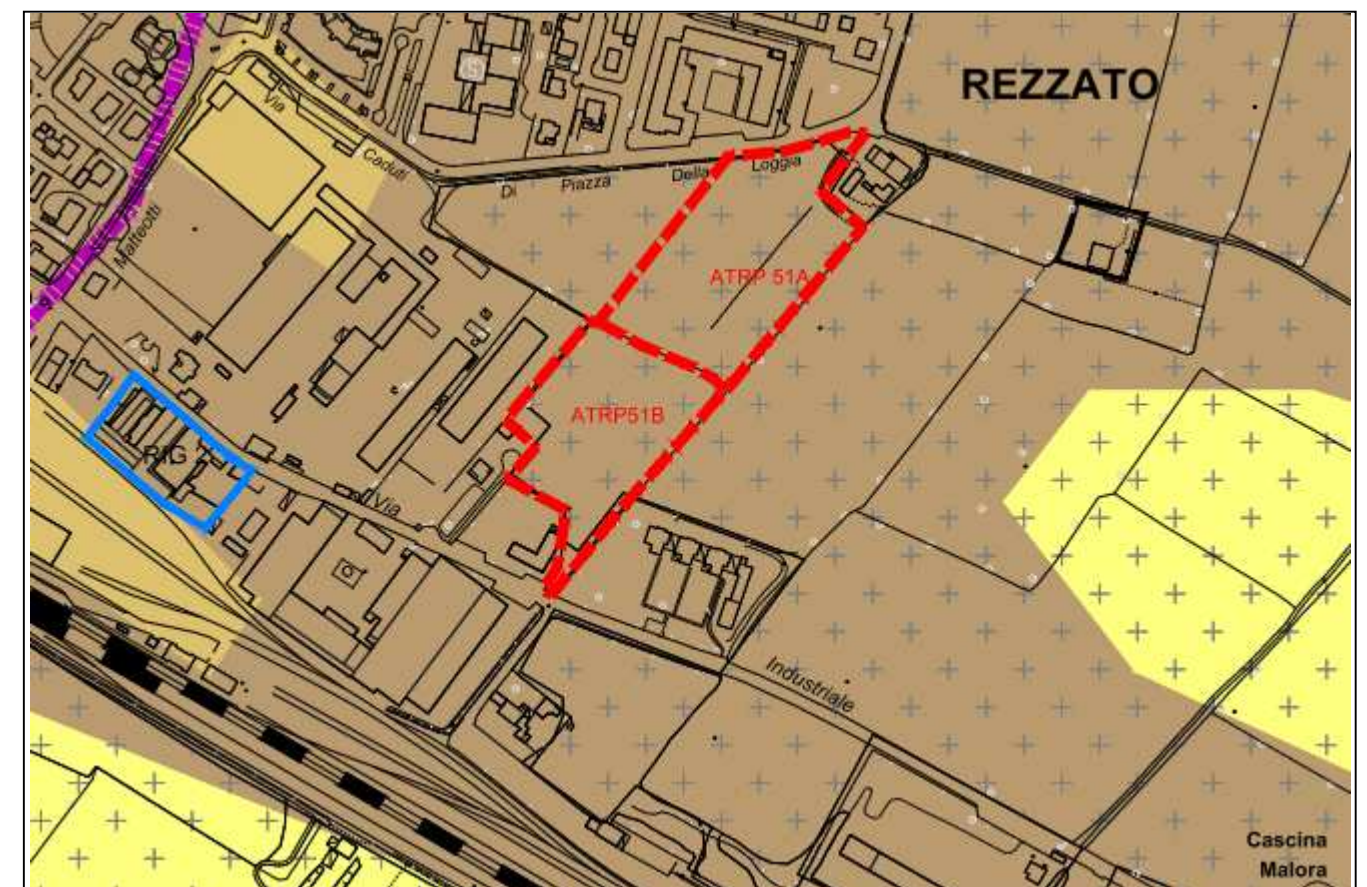 REZZATO
Via
Caduti
Di
Piazza
Della
Loggia
Matteotti
ATRP 51A
ATRP51B
RIG
Via
Industriale
Cascina
Malora